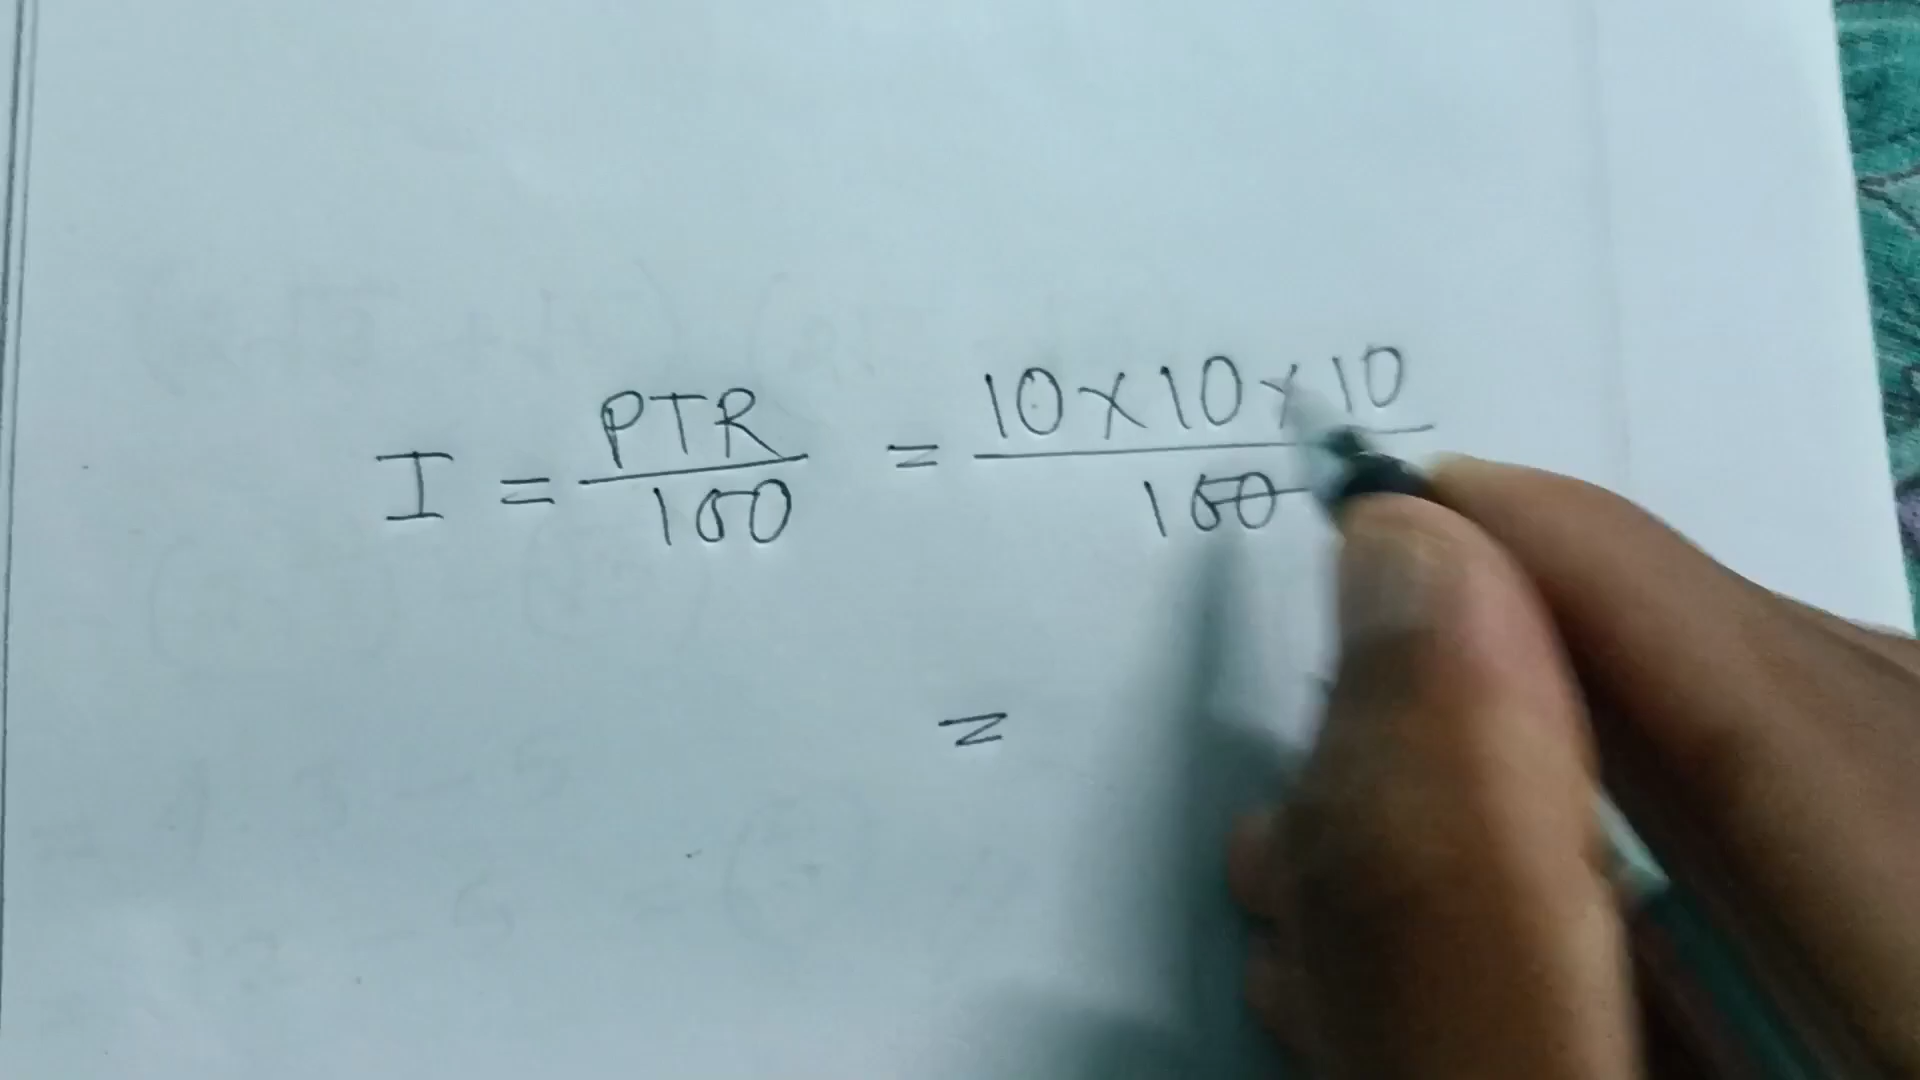 I = PTR/100 = 10×10×10/100
=